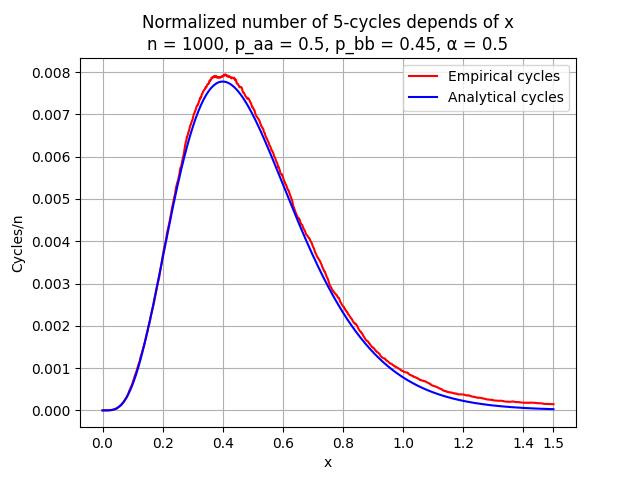 Normalized number of 5-cycles depends of x
n = 1000, p_aa = 0.5, p_bb = 0.45, α = 0.5
Empirical cycles
Analytical cycles
Cycles/n
0.008
0.007
0.006
0.005
0.004
0.003
0.002
0.001
0.000
0.0 0.2 0.4 0.6 0.8 1.0 1.2 1.4 1.5
x